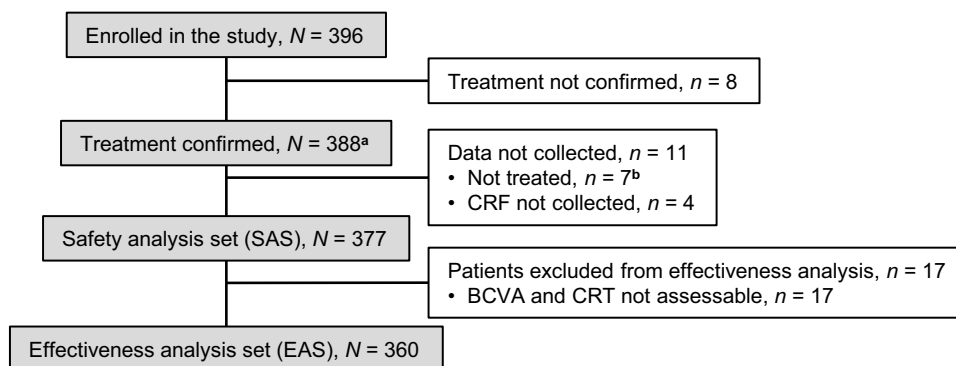 Enrolled in the study, N = 396
Treatment not confirmed, n = 8
Treatment confirmed, N = 388ᵃ
Data not collected, n = 11
• Not treated, n = 7ᵇ
• CRF not collected, n = 4
Safety analysis set (SAS), N = 377
Patients excluded from effectiveness analysis, n = 17
• BCVA and CRT not assessable, n = 17
Effectiveness analysis set (EAS), N = 360